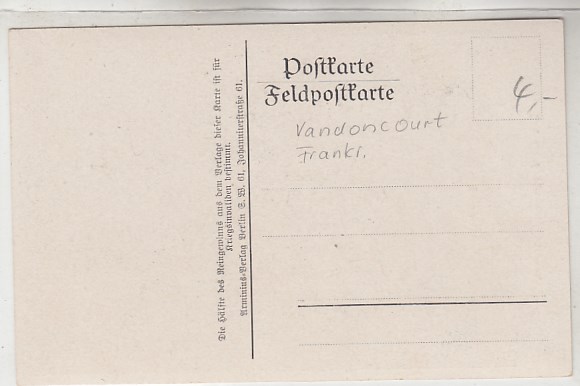 Postkarte
Feldpostkarte
4,-
Vandoncourt
Frankr.
Die Hälfte des Reingewinns aus dem Verlage dieser Karte ist für
Kriegsinvaliden bestimmt.
Arminius-Verlag Berlin S.W. 61, Johanniterstraße 61.